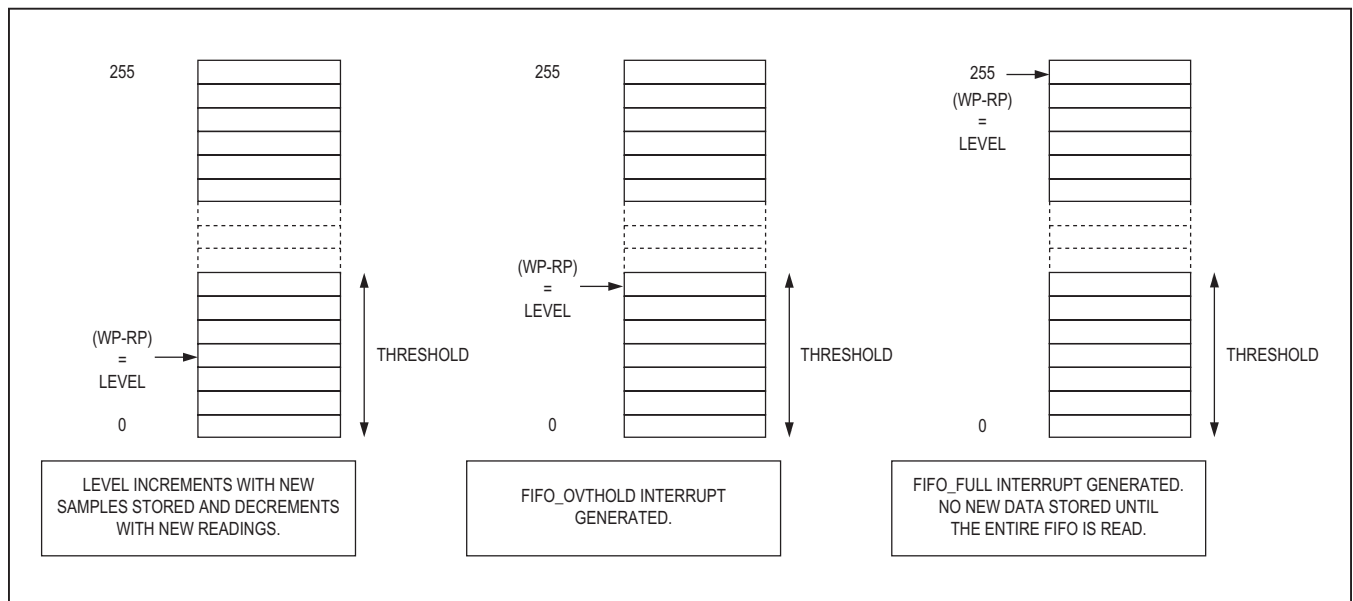 255
(WP-RP)
=
LEVEL
0
THRESHOLD
LEVEL INCREMENTS WITH NEW
SAMPLES STORED AND DECREMENTS
WITH NEW READINGS.
255
(WP-RP)
=
LEVEL
0
THRESHOLD
FIFO_OVTHOLD INTERRUPT
GENERATED.
255
(WP-RP)
=
LEVEL
0
THRESHOLD
FIFO_FULL INTERRUPT GENERATED.
NO NEW DATA STORED UNTIL
THE ENTIRE FIFO IS READ.